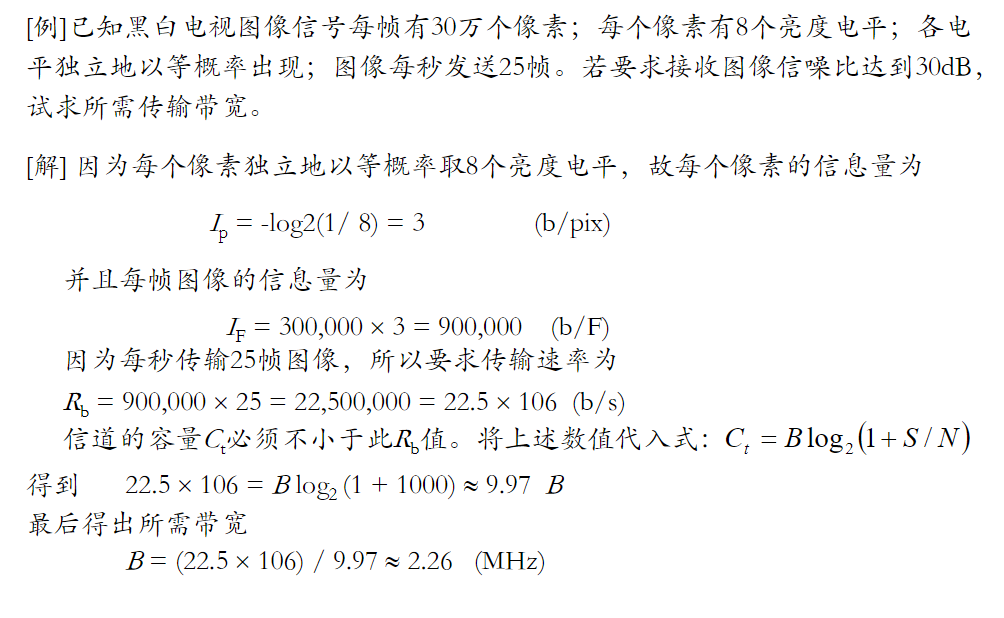 [例]已知黑白电视图像信号每帧有30万个像素；每个像素有8个亮度电平；各电
平独立地以等概率出现；图像每秒发送25帧。若要求接收图像信噪比达到30dB，
试求所需传输带宽。
[解] 因为每个像素独立地以等概率取8个亮度电平，故每个像素的信息量为
Ip = -log2(1/ 8) = 3 (b/pix)
并且每帧图像的信息量为
IF = 300,000 × 3 = 900,000 (b/F)
因为每秒传输25帧图像，所以要求传输速率为
Rb = 900,000 × 25 = 22,500,000 = 22.5 × 106 (b/s)
信道的容量Ct必须不小于此Rb值。将上述数值代入式：Ct = B log2(1 + S / N)
得到 22.5 × 106 = B log2 (1 + 1000) ≈ 9.97 B
最后得出所需带宽
B = (22.5 × 106) / 9.97 ≈ 2.26 (MHz)